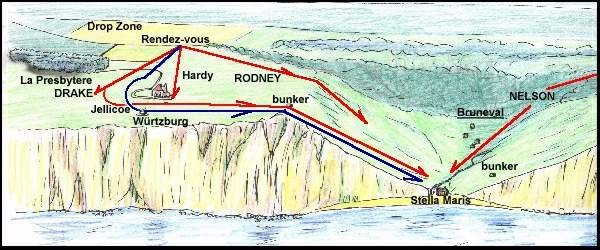 Drop Zone
Rendez-vous
La Presbytere
DRAKE
Hardy
RODNEY
Jellicoe
Würtzburg
bunker
NELSON
Bruneval
bunker
Stella Maris